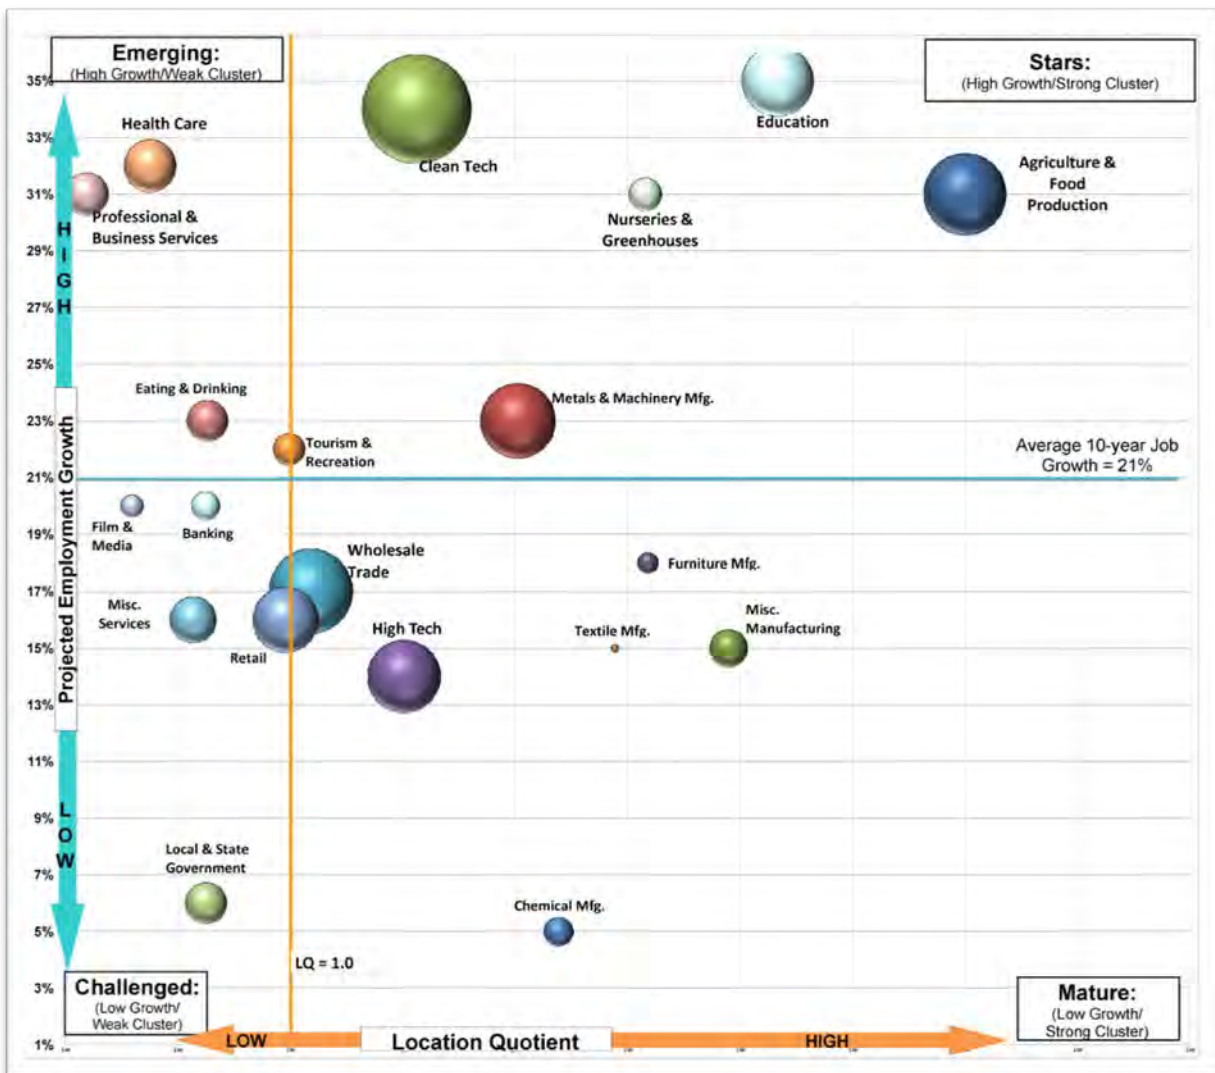 Emerging:
(High Growth/Weak Cluster)
Stars:
(High Growth/Strong Cluster)
35%
33%
31%
29%
27%
25%
23%
21%
19%
17%
15%
13%
11%
9%
7%
5%
3%
1%
HIGH
Projected Employment Growth
LOW
Health Care
Professional &
Business Services
Clean Tech
Education
Nurseries &
Greenhouses
Agriculture &
Food
Production
Eating & Drinking
Tourism &
Recreation
Metals & Machinery Mfg.
Average 10-year Job
Growth = 21%
Film &
Media
Banking
Wholesale
Trade
Furniture Mfg.
Misc.
Services
Retail
High Tech
Textile Mfg.
Misc.
Manufacturing
Local & State
Government
Chemical Mfg.
LQ = 1.0
Challenged:
(Low Growth/
Weak Cluster)
Mature:
(Low Growth/
Strong Cluster)
LOW
Location Quotient
HIGH